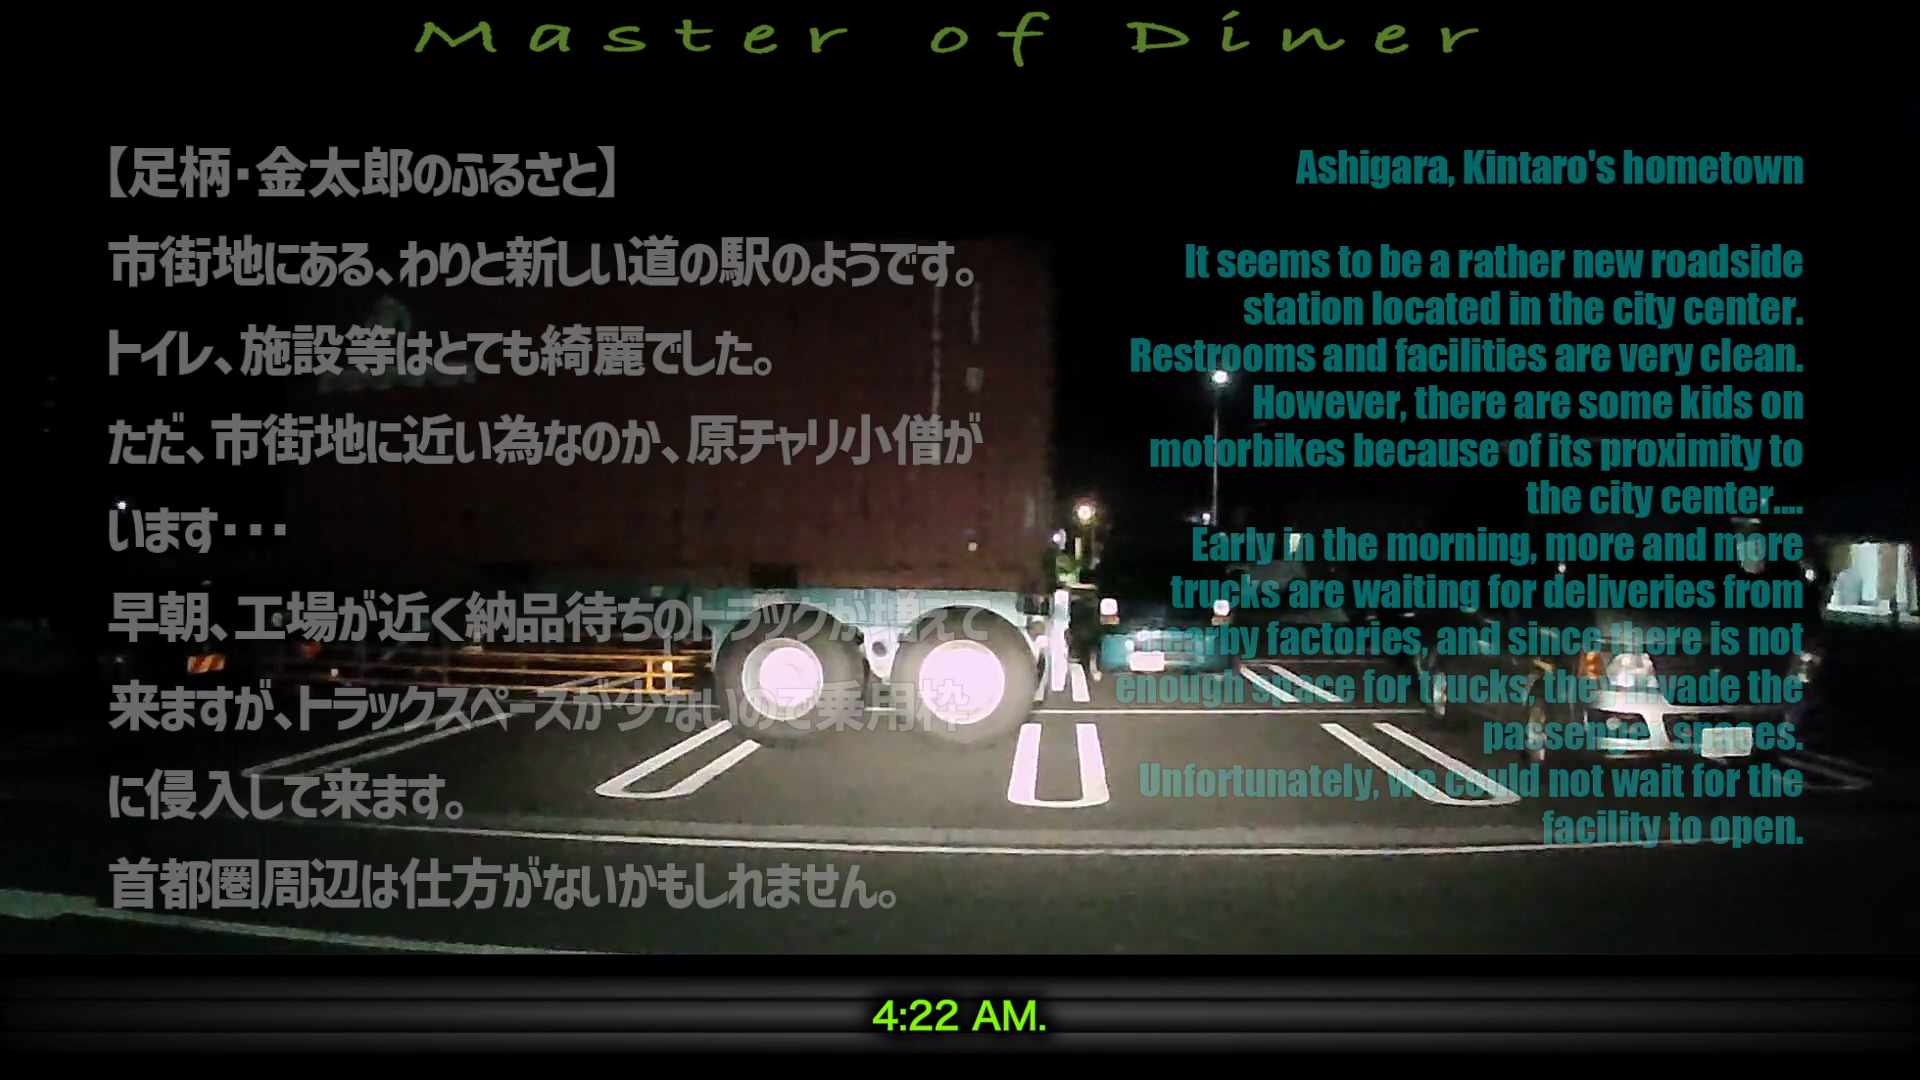 Master of Diner
【足柄・金太郎のふるさと】
市街地にある、わりと新しい道の駅のようです。
トイレ、施設等はとても綺麗でした。
ただ、市街地に近い為なのか、原チャリ小僧が
います・・・
早朝、工場が近く納品待ちのトラックが増えて
来ますが、トラックスペースが少ないので乗用枠
に侵入して来ます。
首都圏周辺は仕方がないかもしれません。
Ashigara, Kintaro's hometown
It seems to be a rather new roadside
station located in the city center.
Restrooms and facilities are very clean.
However, there are some kids on
motorbikes because of its proximity to
the city center....
Early in the morning, more and more
trucks are waiting for deliveries from
nearby factories, and since there is not
enough space for trucks, they invade the
passenger spaces.
Unfortunately, we could not wait for the
facility to open.
4:22 AM.